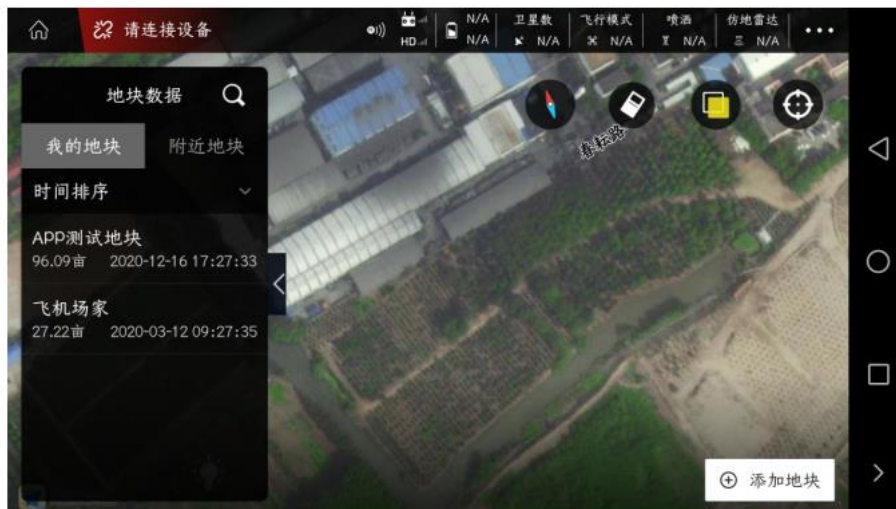 请连接设备
HD
N/A
N/A
卫星数
N/A
飞行模式
N/A
喷洒
N/A
仿地雷达
N/A
地块数据
我的地块
附近地块
时间排序
APP测试地块
96.09亩 2020-12-16 17:27:33
飞机场家
27.22亩 2020-03-12 09:27:35
春耘路
添加地块